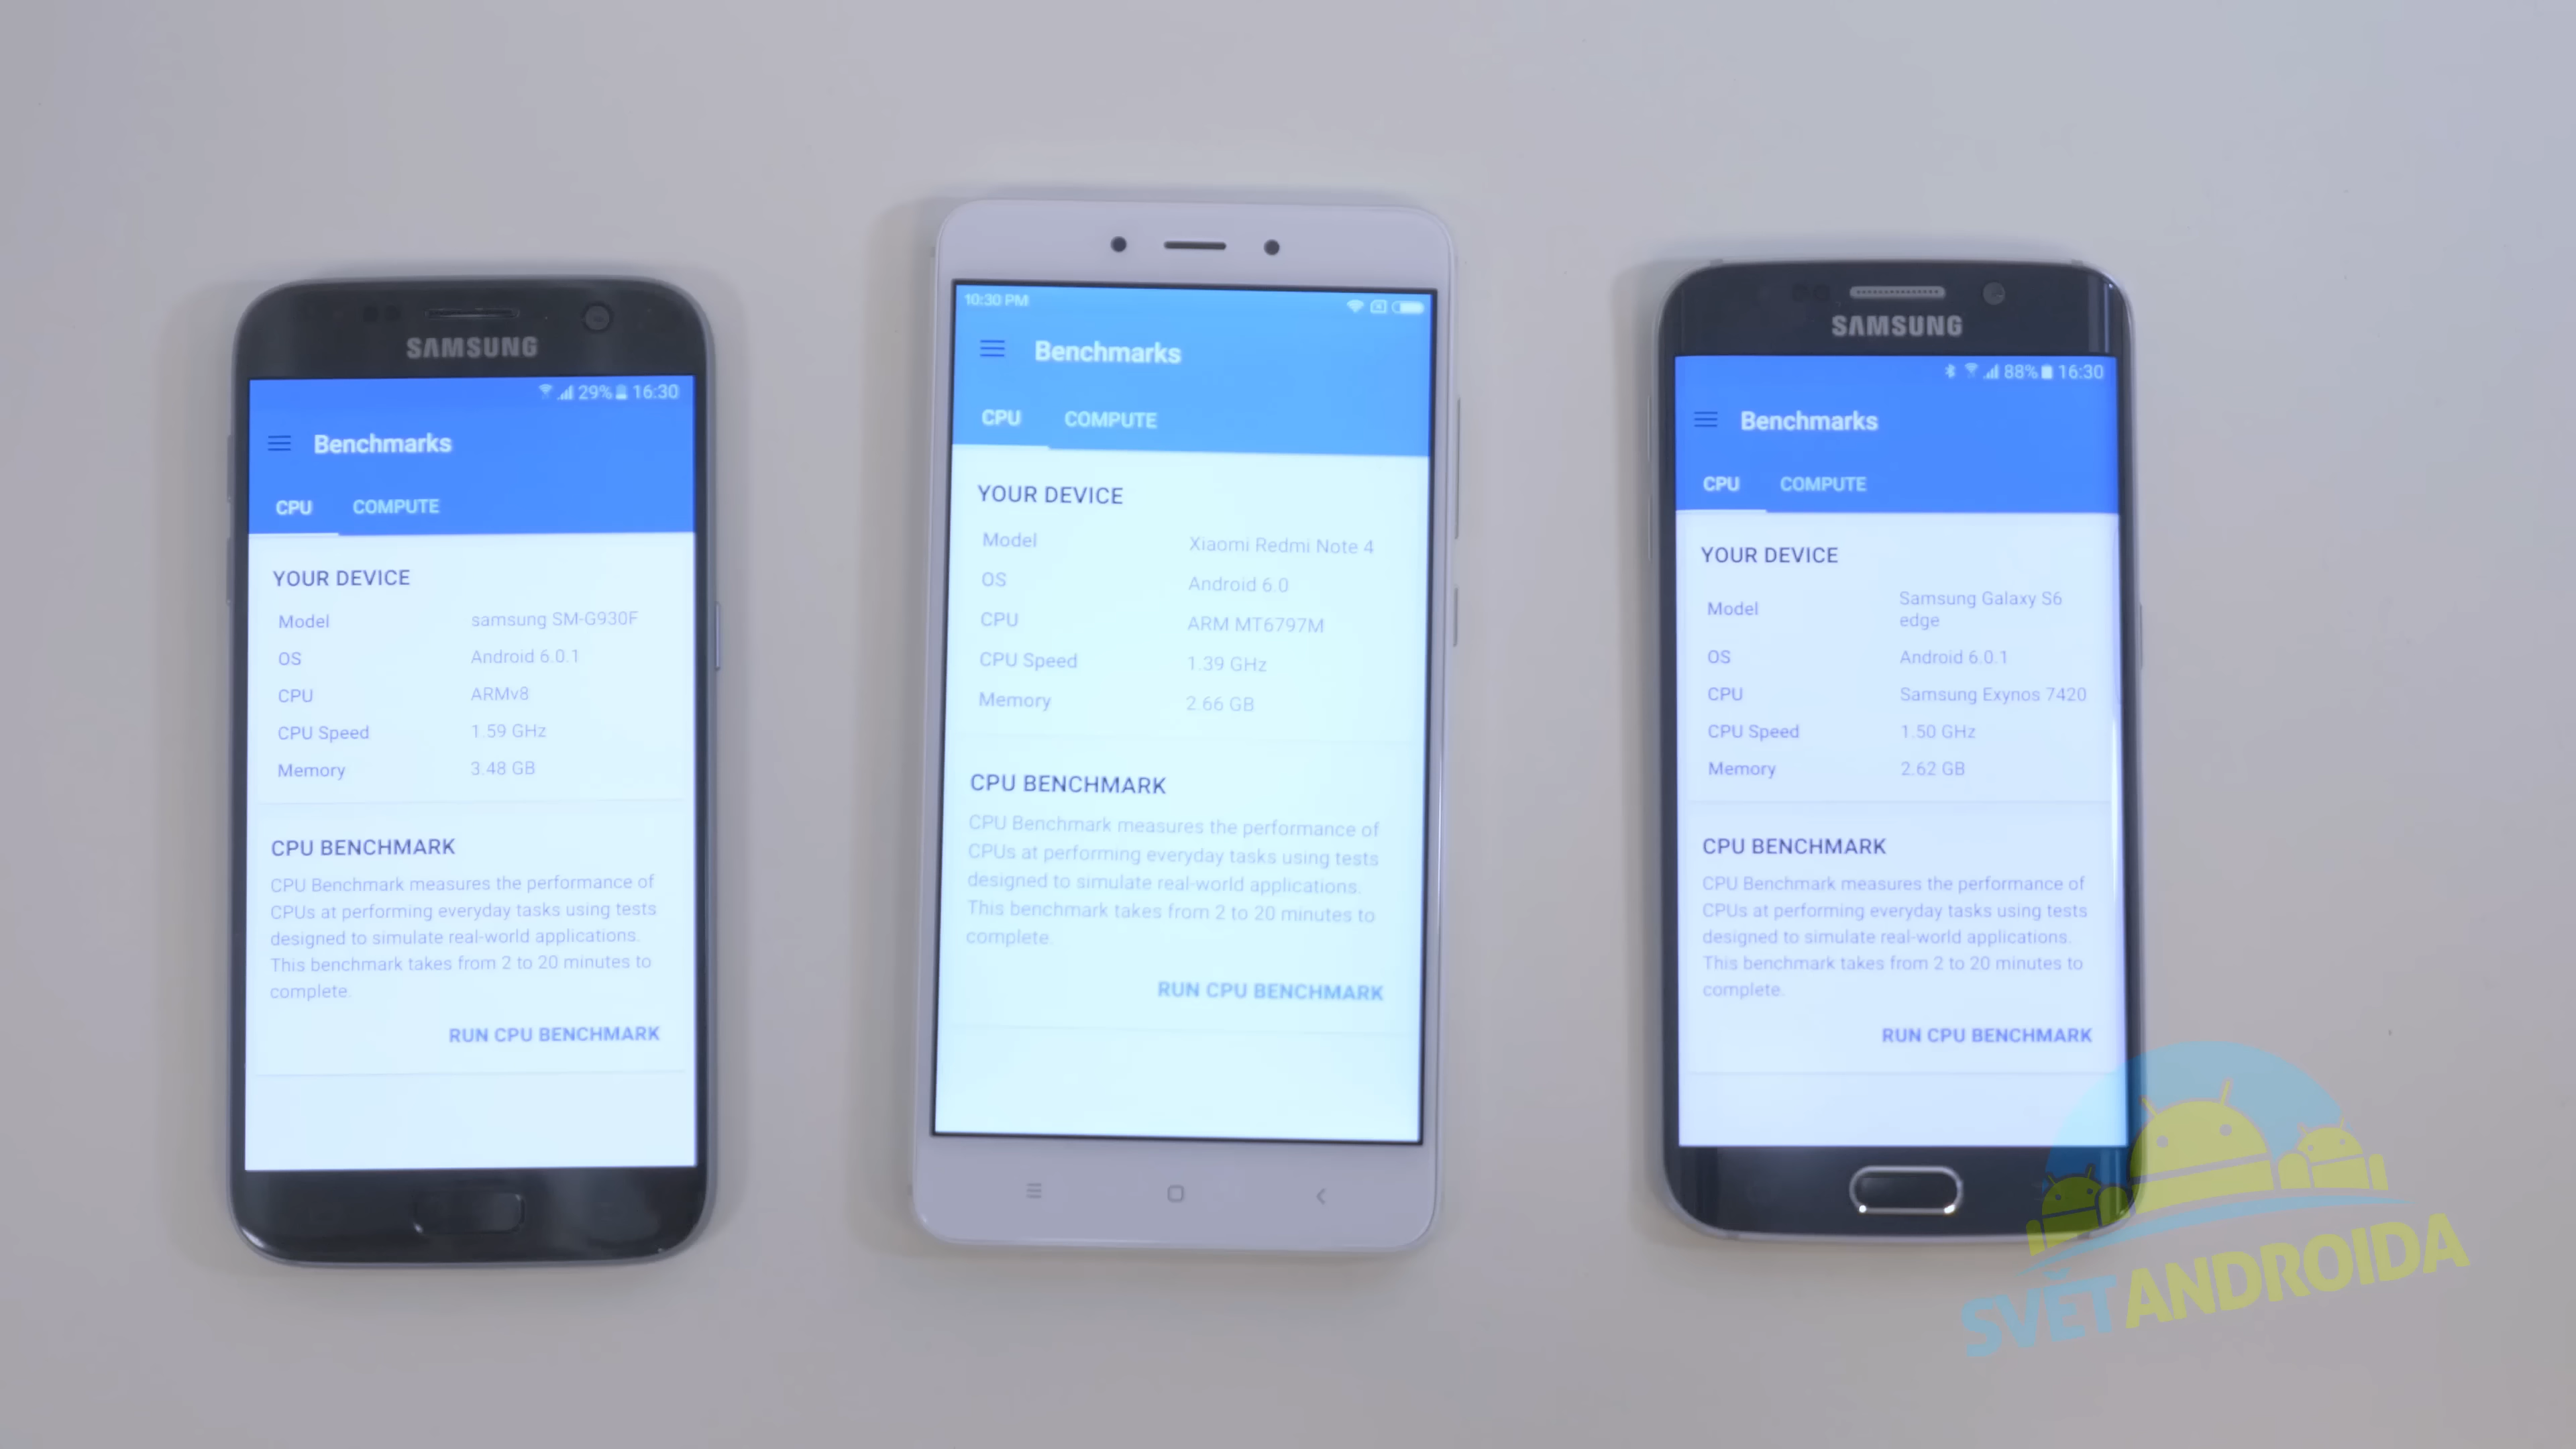 SAMSUNG
29% 16:30
Benchmarks
CPU COMPUTE
YOUR DEVICE
Model samsung SM-G930F
OS Android 6.0.1
CPU ARMv8
CPU Speed 1.59 GHz
Memory 3.48 GB
CPU BENCHMARK
CPU Benchmark measures the performance of
CPUs at performing everyday tasks using tests
designed to simulate real-world applications.
This benchmark takes from 2 to 20 minutes to
complete.
RUN CPU BENCHMARK
10:30 PM
Benchmarks
CPU COMPUTE
YOUR DEVICE
Model Xiaomi Redmi Note 4
OS Android 6.0
CPU ARM MT6797M
CPU Speed 1.39 GHz
Memory 2.66 GB
CPU BENCHMARK
CPU Benchmark measures the performance of
CPUs at performing everyday tasks using tests
designed to simulate real-world applications.
This benchmark takes from 2 to 20 minutes to
complete.
RUN CPU BENCHMARK
SAMSUNG
88% 16:30
Benchmarks
CPU COMPUTE
YOUR DEVICE
Model Samsung Galaxy S6
edge
OS Android 6.0.1
CPU Samsung Exynos 7420
CPU Speed 1.50 GHz
Memory 2.62 GB
CPU BENCHMARK
CPU Benchmark measures the performance of
CPUs at performing everyday tasks using tests
designed to simulate real-world applications.
This benchmark takes from 2 to 20 minutes to
complete.
RUN CPU BENCHMARK
SVĚTANDROIDA